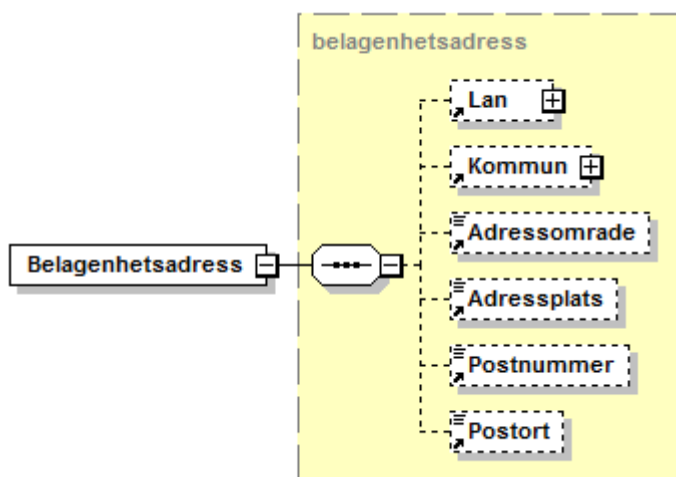 belagenhetsadress
Lan
Kommun
Adressomrade
Belagenhetsadress
Adressplats
Postnummer
Postort